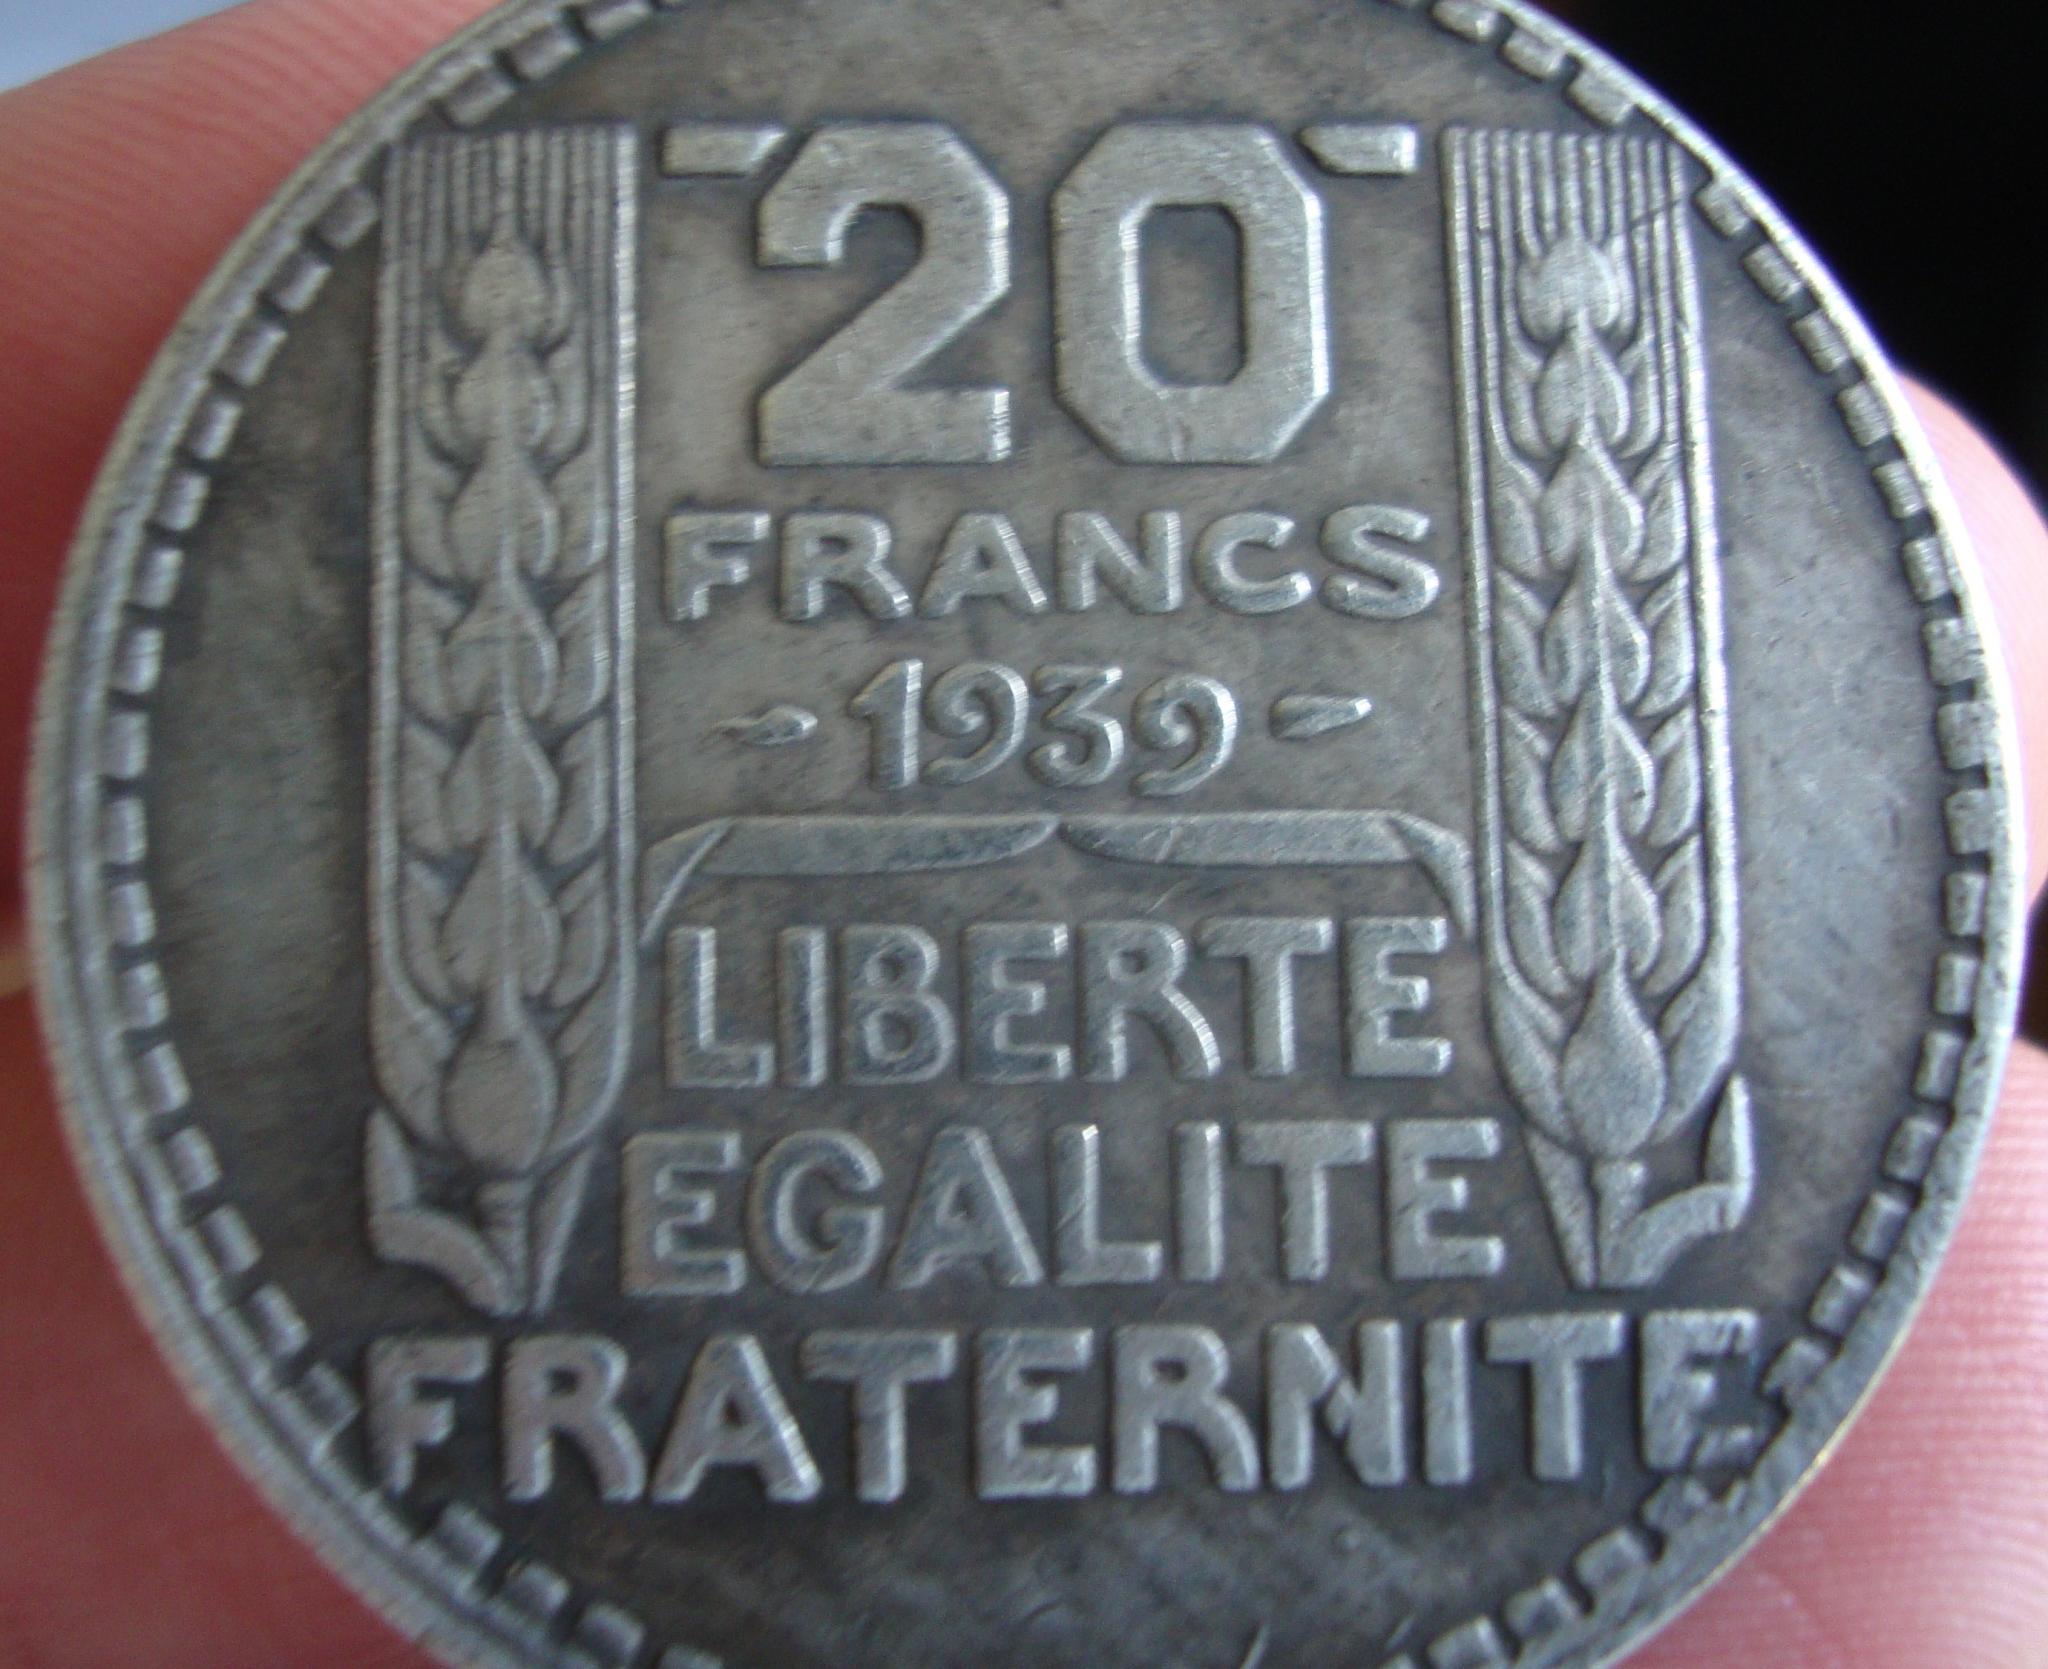 20
FRANCS
- 1939 -
LIBERTE
EGALITE
FRATERNITE